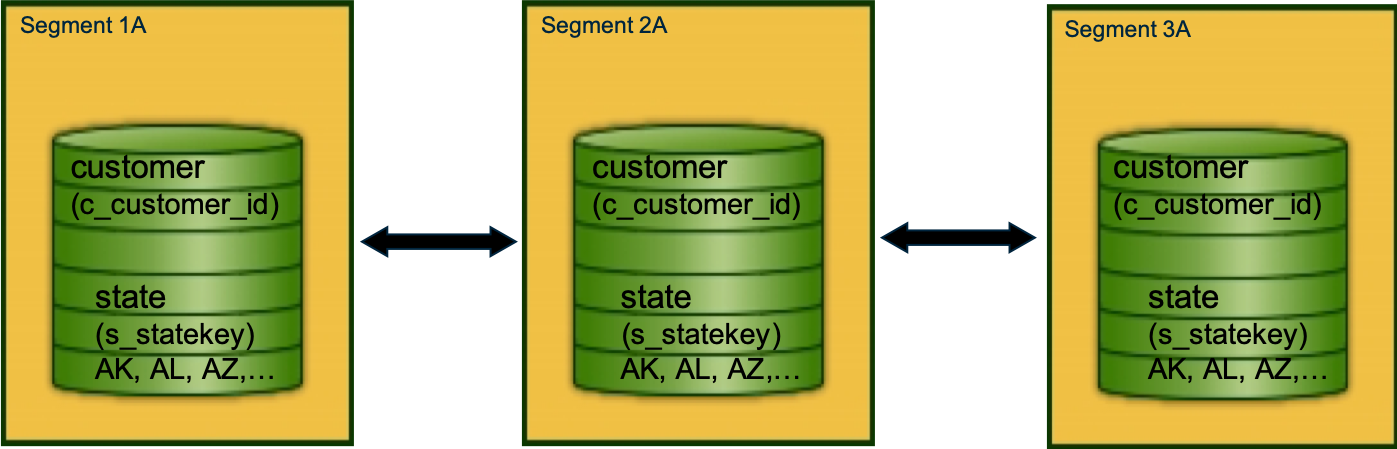 Segment 1A
customer
(c_customer_id)
state
(s_statekey)
AK, AL, AZ,...
Segment 2A
customer
(c_customer_id)
state
(s_statekey)
AK, AL, AZ,...
Segment 3A
customer
(c_customer_id)
state
(s_statekey)
AK, AL, AZ,...